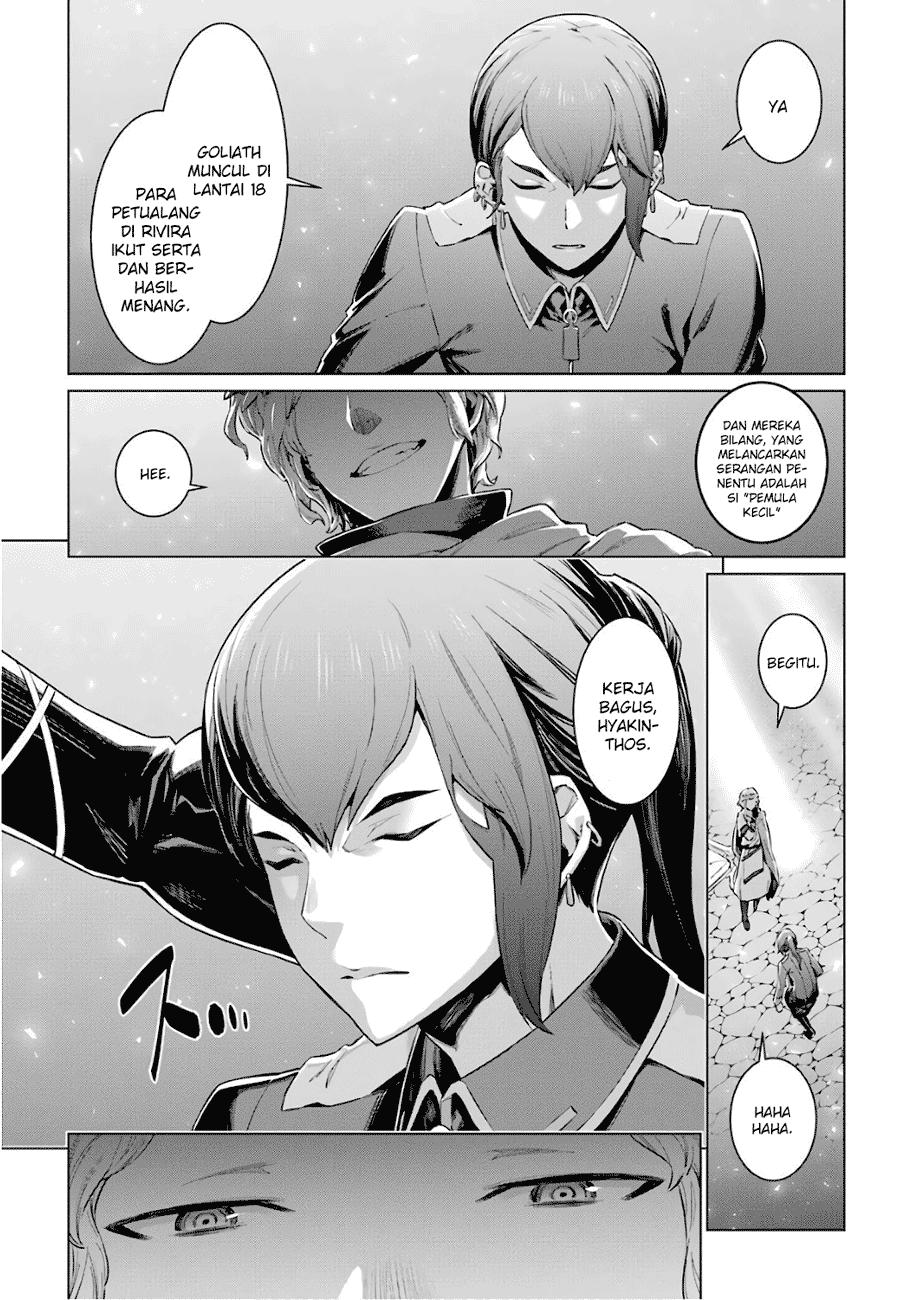 YA
GOLIATH
MUNCUL DI
LANTAI 18
PARA
PETUALANG
DI RIVIRA
IKUT SERTA
DAN BER-
HASIL
MENANG.
DAN MEREKA
BILANG, YANG
MELANCARKAN
SERANGAN PE-
NENTU ADALAH
SI "PEMULA
KECIL"
HEE.
BEGITU.
KERJA
BAGUS,
HYAKIN-
THOS.
HAHA
HAHA.